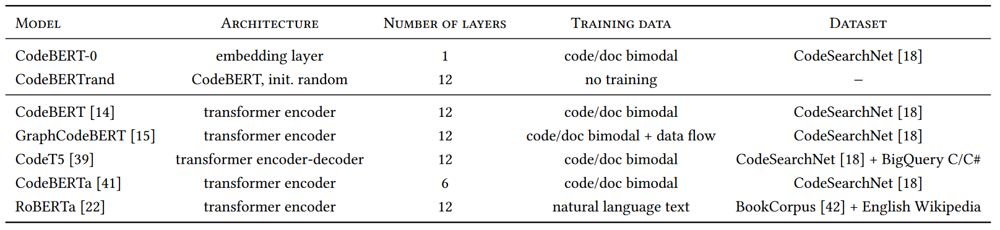 MODEL ARCHITECTURE NUMBER OF LAYERS TRAINING DATA DATASET
CodeBERT-0 embedding layer 1 code/doc bimodal CodeSearchNet [18]
CodeBERTrand CodeBERT, init. random 12 no training –
CodeBERT [14] transformer encoder 12 code/doc bimodal CodeSearchNet [18]
GraphCodeBERT [15] transformer encoder 12 code/doc bimodal + data flow CodeSearchNet [18]
CodeT5 [39] transformer encoder-decoder 12 code/doc bimodal CodeSearchNet [18] + BigQuery C/C#
CodeBERTa [41] transformer encoder 6 code/doc bimodal CodeSearchNet [18]
RoBERTa [22] transformer encoder 12 natural language text BookCorpus [42] + English Wikipedia